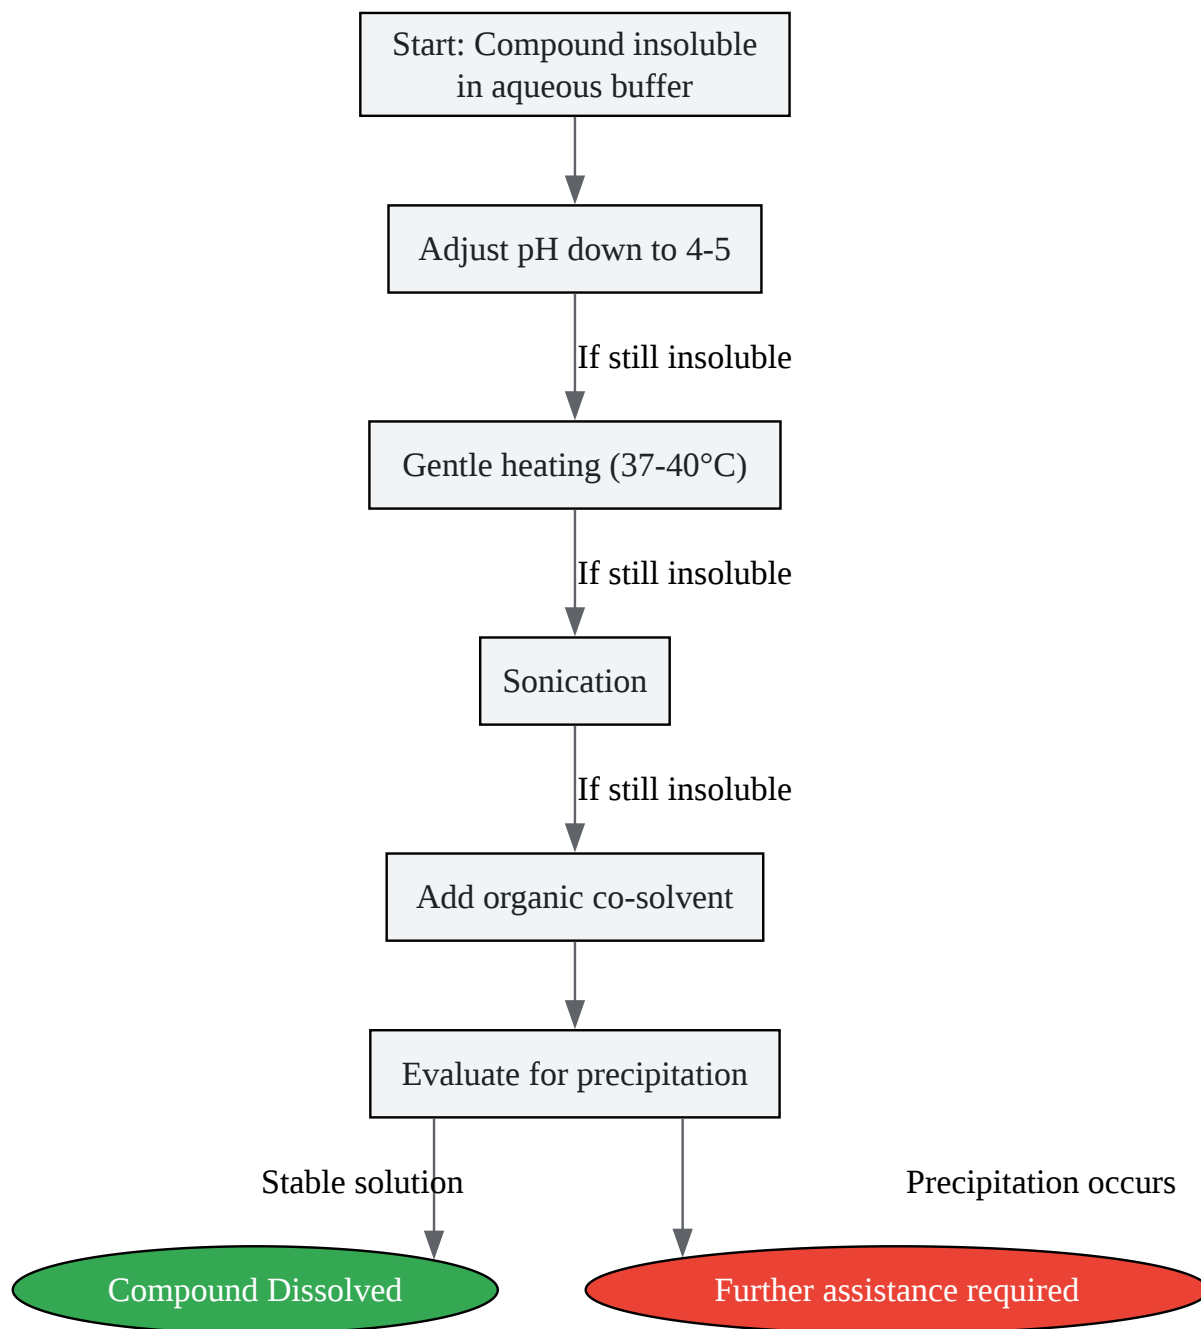 Start: Compound insoluble
in aqueous buffer
Adjust pH down to 4-5
If still insoluble
Gentle heating (37-40°C)
If still insoluble
Sonication
If still insoluble
Add organic co-solvent
Evaluate for precipitation
Stable solution
Precipitation occurs
Compound Dissolved
Further assistance required